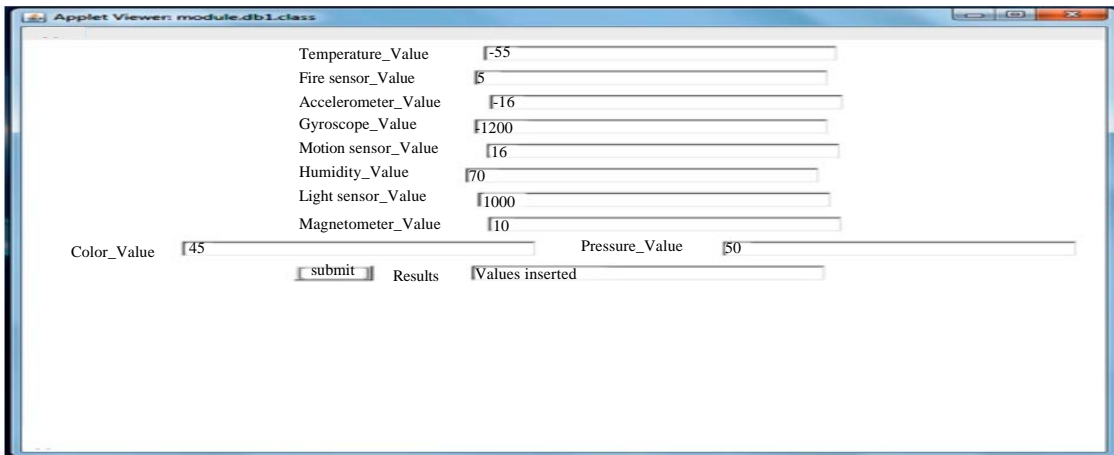 Applet Viewer: module.db1.class
Temperature_Value -55
Fire sensor_Value 5
Accelerometer_Value -16
Gyroscope_Value -1200
Motion sensor_Value 16
Humidity_Value 70
Light sensor_Value 1000
Magnetometer_Value 10
Color_Value 45 Pressure_Value 50
submit Results Values inserted